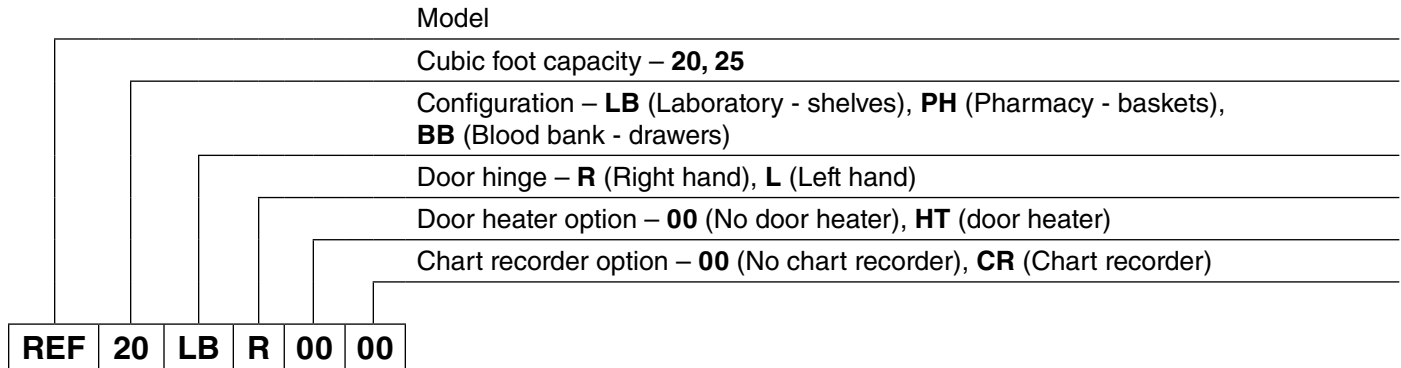 Model
Cubic foot capacity – 20, 25
Configuration – LB (Laboratory - shelves), PH (Pharmacy - baskets),
BB (Blood bank - drawers)
Door hinge – R (Right hand), L (Left hand)
Door heater option – 00 (No door heater), HT (door heater)
Chart recorder option – 00 (No chart recorder), CR (Chart recorder)
REF 20 LB R 00 00